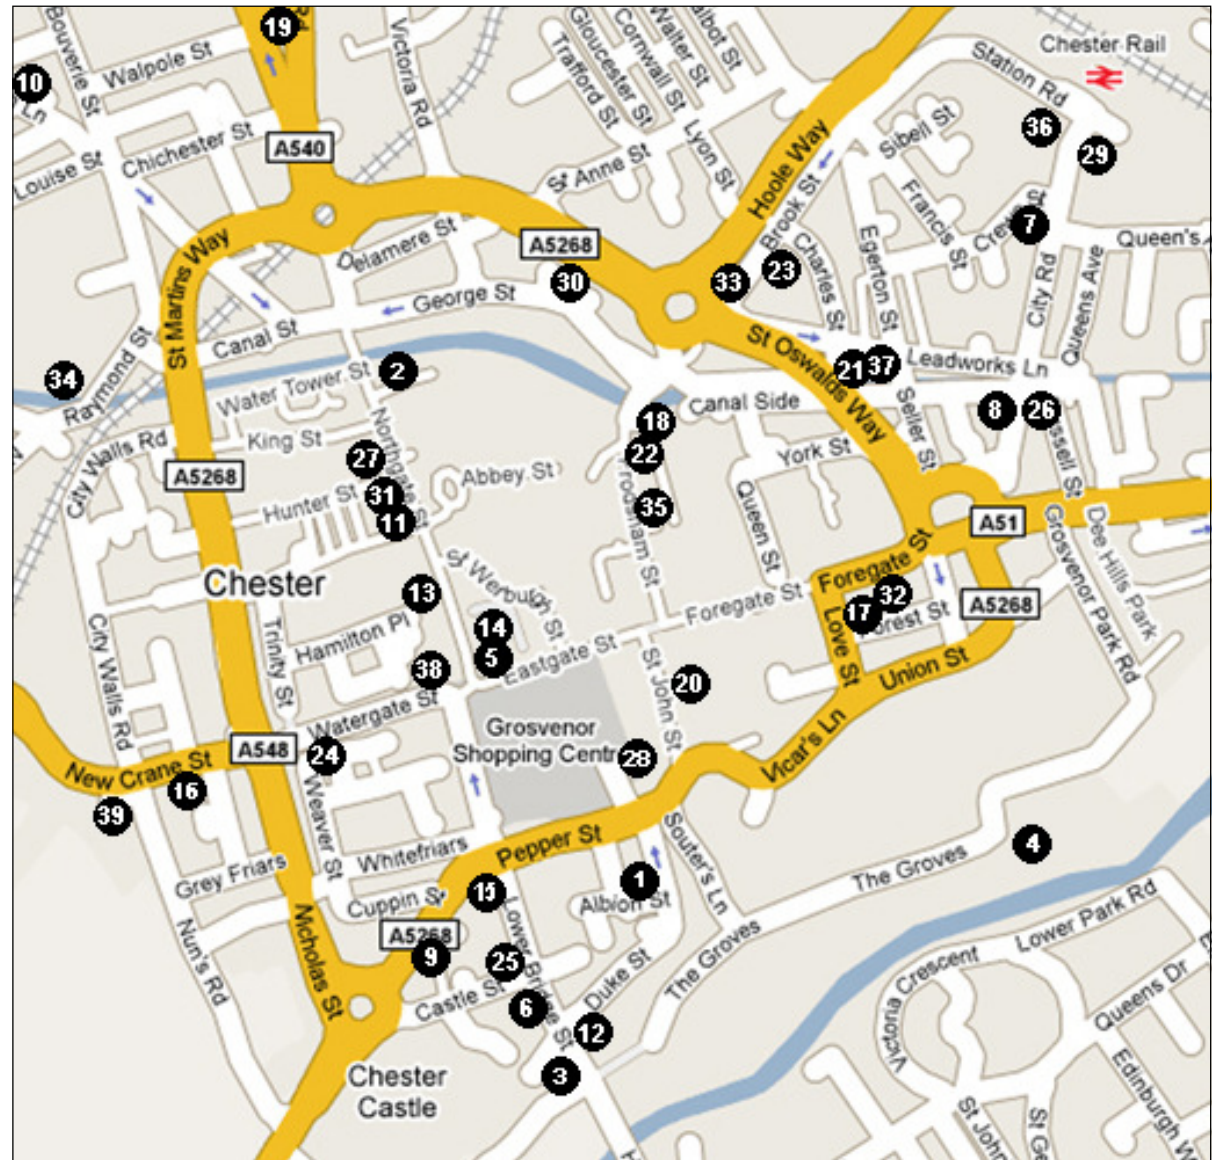 19
Bouverie St
Walpole St
Victoria Rd
Trafford St
Gloucester St
Cornwall St
Walter St
Talbot St
Lyon St
Hoole Way
Station Rd
Chester Rail
10
Ln
36
29
A540
Chichester St
Louise St
St Anne St
Brook St
Sibell St
Francis St
Crewe St
7
Queen's
St Martins Way
Delamere St
A5268
30
33
23
Charles St
Egerton St
City Rd
Queens Ave
George St
Canal St
34
Raymond St
Water Tower St
2
St Oswalds Way
21
37
Leadworks Ln
Canal Side
18
Seller St
8
26
Russell St
King St
City Walls Rd
Northgate St
27
22
York St
A5268
Abbey St
31
Hunter St
11
35
Frodsham St
Queen St
A51
Grosvenor Park Rd
Dee Hills Park
Chester
St Werburgh St
13
Foregate St
Foregate St
32
17
Forest St
A5268
City Walls Rd
Trinity St
Hamilton Pl
14
5
38
Eastgate St
St John St
20
Love St
Union St
Watergate St
A548
24
New Crane St
16
39
Grosvenor
Shopping Centr
28
Vicar's Ln
Weaver St
Whitefriars
Pepper St
Souter's Ln
The Groves
4
Grey Friars
Cuppin St
15
1
Albion St
Nun's Rd
Nicholas St
A5268
9
Lower Bridge St
25
Castle St
6
Duke St
The Groves
12
3
Lower Park Rd
Victoria Crescent
Queens Dr
Edinburgh W
Chester
Castle
St John
St Ge